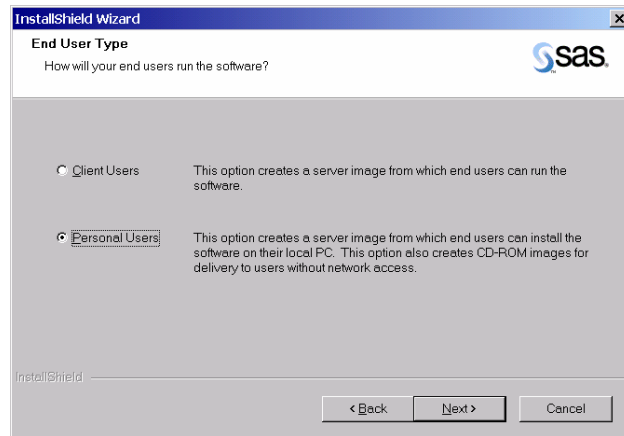 InstallShield Wizard
End User Type
How will your end users run the software?
sas.
TM
Client Users
This option creates a server image from which end users can run the
software.
Personal Users
This option creates a server image from which end users can install the
software on their local PC. This option also creates CD-ROM images for
delivery to users without network access.
InstallShield
< Back
Next >
Cancel